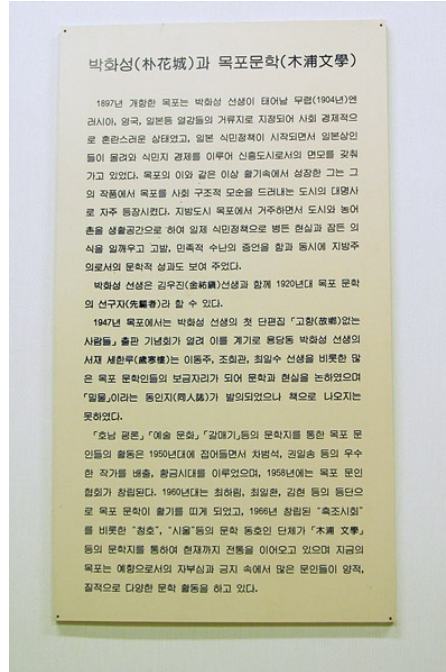 박화성(朴花城)과 목포문학(木浦文學)
1897년 개항한 목포는 박화성 선생이 태어날 무렵(1904년)엔
러시아, 영국, 일본등 열강들의 거류지로 지정되어 사회 경제적으
로 혼란스러운 상태였고, 일본 식민정책이 시작되면서 일본상인
들이 몰려와 식민지 경제를 이루어 신흥도시로서의 면모를 갖춰
가고 있었다. 목포의 이와 같은 이상 활기속에서 성장한 그는 그
의 작품에서 목포를 사회 구조적 모순을 드러내는 도시의 대명사
로 자주 등장시켰다. 지방도시 목포에서 거주하면서 도시와 농어
촌을 생활공간으로 하여 일제 식민정책으로 병든 현실과 잠든 의
식을 일깨우고 고발, 민족적 수난의 증언을 함과 동시에 지방주
의로서의 문학적 성과도 보여 주었다.
박화성 선생은 김우진(金祐鎭)선생과 함께 1920년대 목포 문학
의 선구자(先驅者)라 할 수 있다.
1947년 목포에서는 박화성 선생의 첫 단편집 「고향(故鄕)없는
사람들」 출판 기념회가 열려 이를 계기로 용당동 박화성 선생의
서재 세한루(歲寒樓)는 이동주, 조희관, 최일수 선생을 비롯한 많
은 목포 문학인들의 보금자리가 되어 문학과 현실을 논하였으며
「밀물」이라는 동인지(同人誌)가 발의되었으나 책으로 나오지는
못하였다.
「호남 평론」「예술 문화」「갈매기」등의 문학지를 통한 목포 문
인들의 활동은 1950년대에 접어들면서 차범석, 권일송 등의 우수
한 작가를 배출, 황금시대를 이루었으며, 1958년에는 목포 문인
협회가 창립된다. 1960년대는 최하림, 최일환, 김현 등의 등단으
로 목포 문학이 활기를 띠게 되었고, 1966년 창립된 "흑조시회"
를 비롯한 "청호", "시울"등의 문학 동호인 단체가 「木浦 文學」
등의 문학지를 통하여 현재까지 전통을 이어오고 있으며 지금의
목포는 예향으로서의 자부심과 긍지 속에서 많은 문인들이 양적,
질적으로 다양한 문학 활동을 하고 있다.